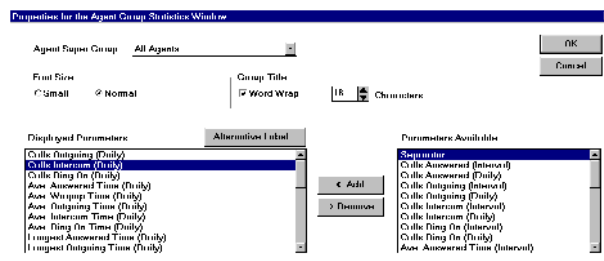 Properties for the Agent Group Statistics Window
Agent Super Group All Agents
OK
Cancel
Font Size
Small Normal
Group Title
Word Wrap 18 Characters
Displayed Parameters Alternative Label
Calls Outgoing (Daily)
Calls Intercom (Daily)
Calls Ring On (Daily)
Ave. Answered Time (Daily)
Ave. Wrapup Time (Daily)
Ave. Outgoing Time (Daily)
Ave. Intercom Time (Daily)
Ave. Ring On Time (Daily)
Longest Answered Time (Daily)
Longest Outgoing Time (Daily)
< Add
> Remove
Parameters Available
Separator
Calls Answered (Interval)
Calls Answered (Daily)
Calls Outgoing (Interval)
Calls Outgoing (Daily)
Calls Intercom (Interval)
Calls Intercom (Daily)
Calls Ring On (Interval)
Calls Ring On (Daily)
Ave. Answered Time (Interval)